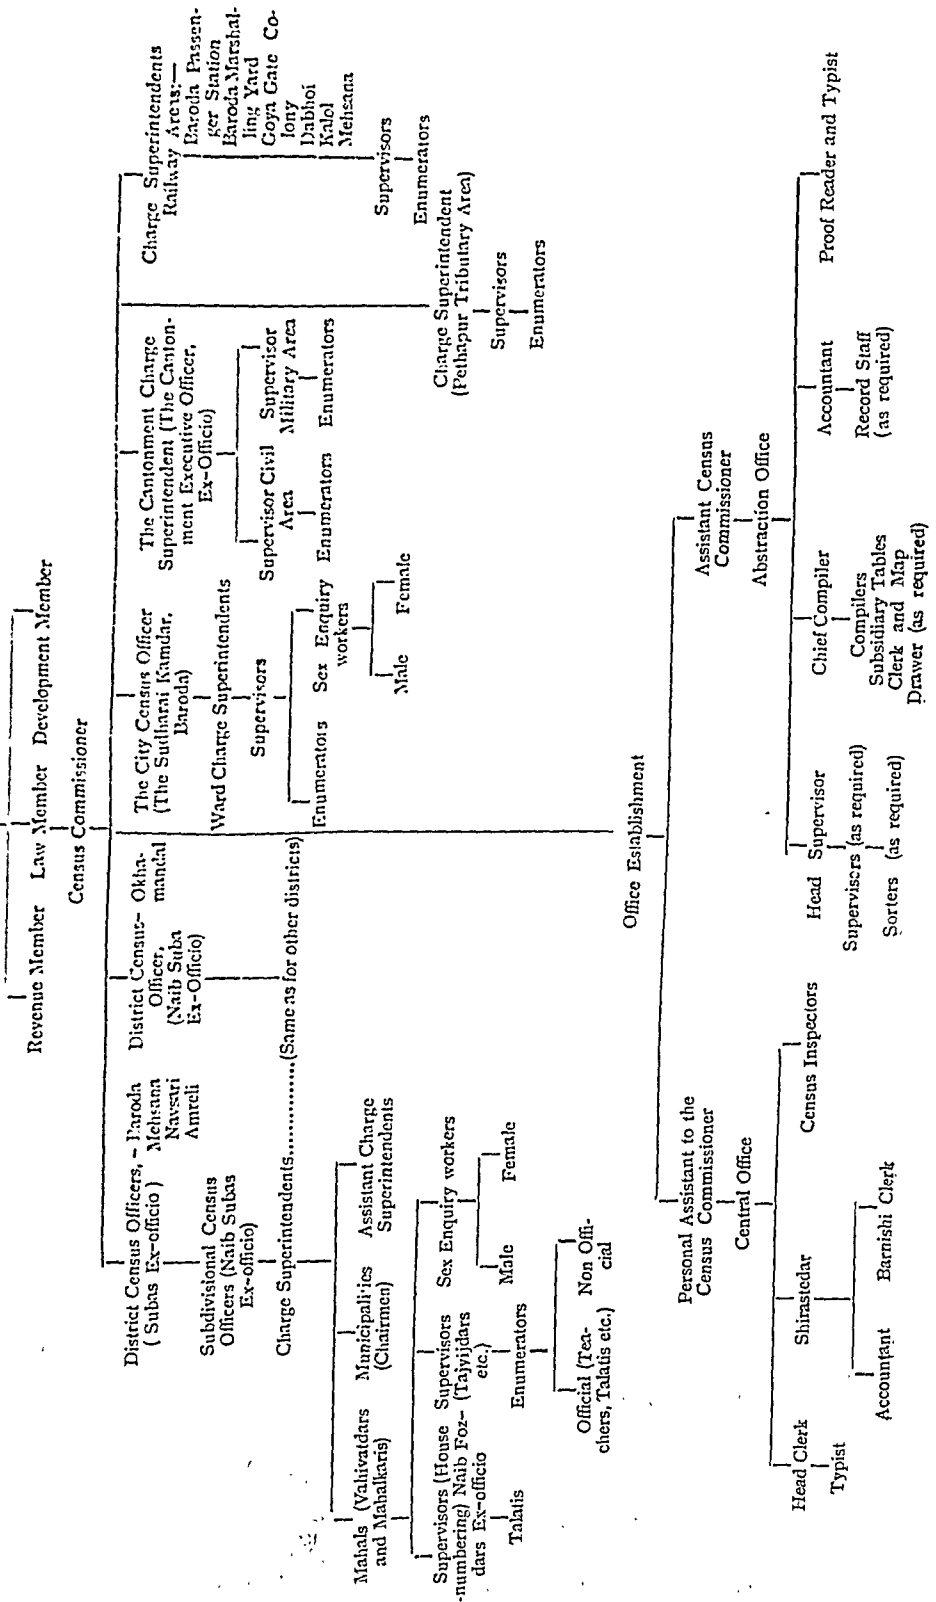 Revenue Member Law Member Development Member
Census Commissioner
District Census Officers, – Baroda
( Subas Ex-officio ) Mehsana
Navsari
Amreli
District Census– Okha-
Officer, mandal
(Naib Suba
Ex-Officio)
The City Census Officer
(The Sudharai Kamdar,
Baroda)
The Cantonment Charge
Superintendent (The Canton-
ment Executive Officer,
Ex-Officio)
Charge Superintendents
Railway Areas:—
Baroda Passen-
ger Station
Baroda Marshal-
ling Yard
Goya Gate Co-
lony
Dabhoi
Kalol
Mehsana
Supervisors
Enumerators
Subdivisional Census
Officers (Naib Subas
Ex-officio)
Charge Superintendents............(Same as for other districts)
Ward Charge Superintendents
Supervisors
Enumerators Sex Enquiry
workers
Male Female
Supervisor Civil
Area
Supervisor
Military Area
Enumerators Enumerators
Charge Superintendent
(Pethapur Tributary Area)
Supervisors
Enumerators
Mahals (Vahivatdars
and Mahalkaris)
Municipalities
(Chairmen)
Assistant Charge
Superintendents
Supervisors (House
-numbering) Naib Foz-
dars Ex-officio
Talatis
Supervisors
(Tajvijdars
etc.)
Enumerators
Sex Enquiry workers
Male Female
Official (Tea-
chers, Talatis etc.)
Non Offi-
cial
Office Establishment
Personal Assistant to the
Census Commissioner
Central Office
Assistant Census
Commissioner
Abstraction Office
Head Clerk
Typist
Shirastedar
Census Inspectors
Accountant Barnishi Clerk
Head Supervisor
Supervisors (as required)
Sorters (as required)
Chief Compiler
Compilers
Subsidiary Tables
Clerk and Map
Drawer (as required)
Accountant
Record Staff
(as required)
Proof Reader and Typist